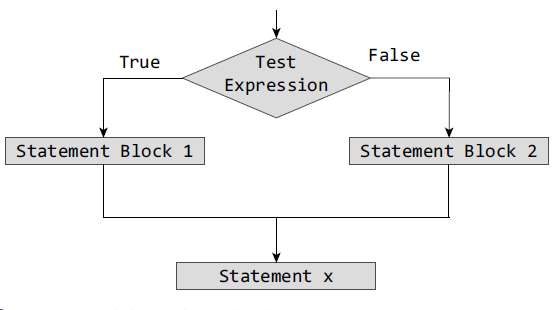 True
False
Test
Expression
Statement Block 1
Statement Block 2
Statement x